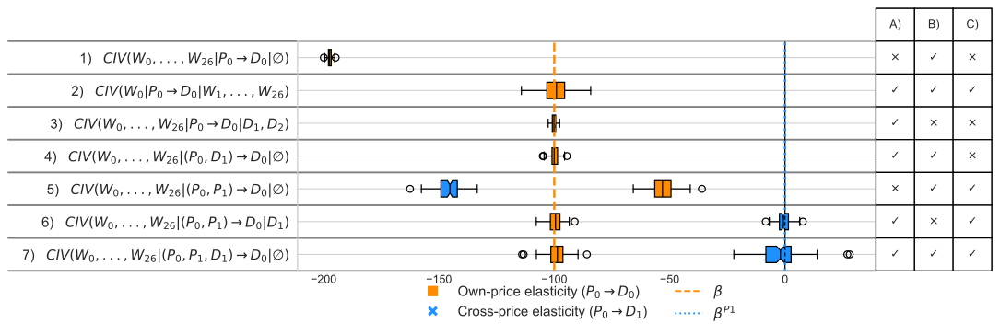 A) B) C)
1) CIV(W₀, . . . , W₂₆|P₀ → D₀|∅) × ✓ ×
2) CIV(W₀|P₀ → D₀|W₁, . . . , W₂₆) ✓ ✓ ✓
3) CIV(W₀, . . . , W₂₆|P₀ → D₀|D₁, D₂) ✓ × ×
4) CIV(W₀, . . . , W₂₆|(P₀, D₁) → D₀|∅) ✓ ✓ ×
5) CIV(W₀, . . . , W₂₆|(P₀, P₁) → D₀|∅) × ✓ ✓
6) CIV(W₀, . . . , W₂₆|(P₀, P₁) → D₀|D₁) ✓ × ✓
7) CIV(W₀, . . . , W₂₆|(P₀, P₁, D₁) → D₀|∅) ✓ ✓ ✓
−200 −150 −100 −50 0
Own-price elasticity (P₀ → D₀) β
Cross-price elasticity (P₀ → D₁) β^{P1}